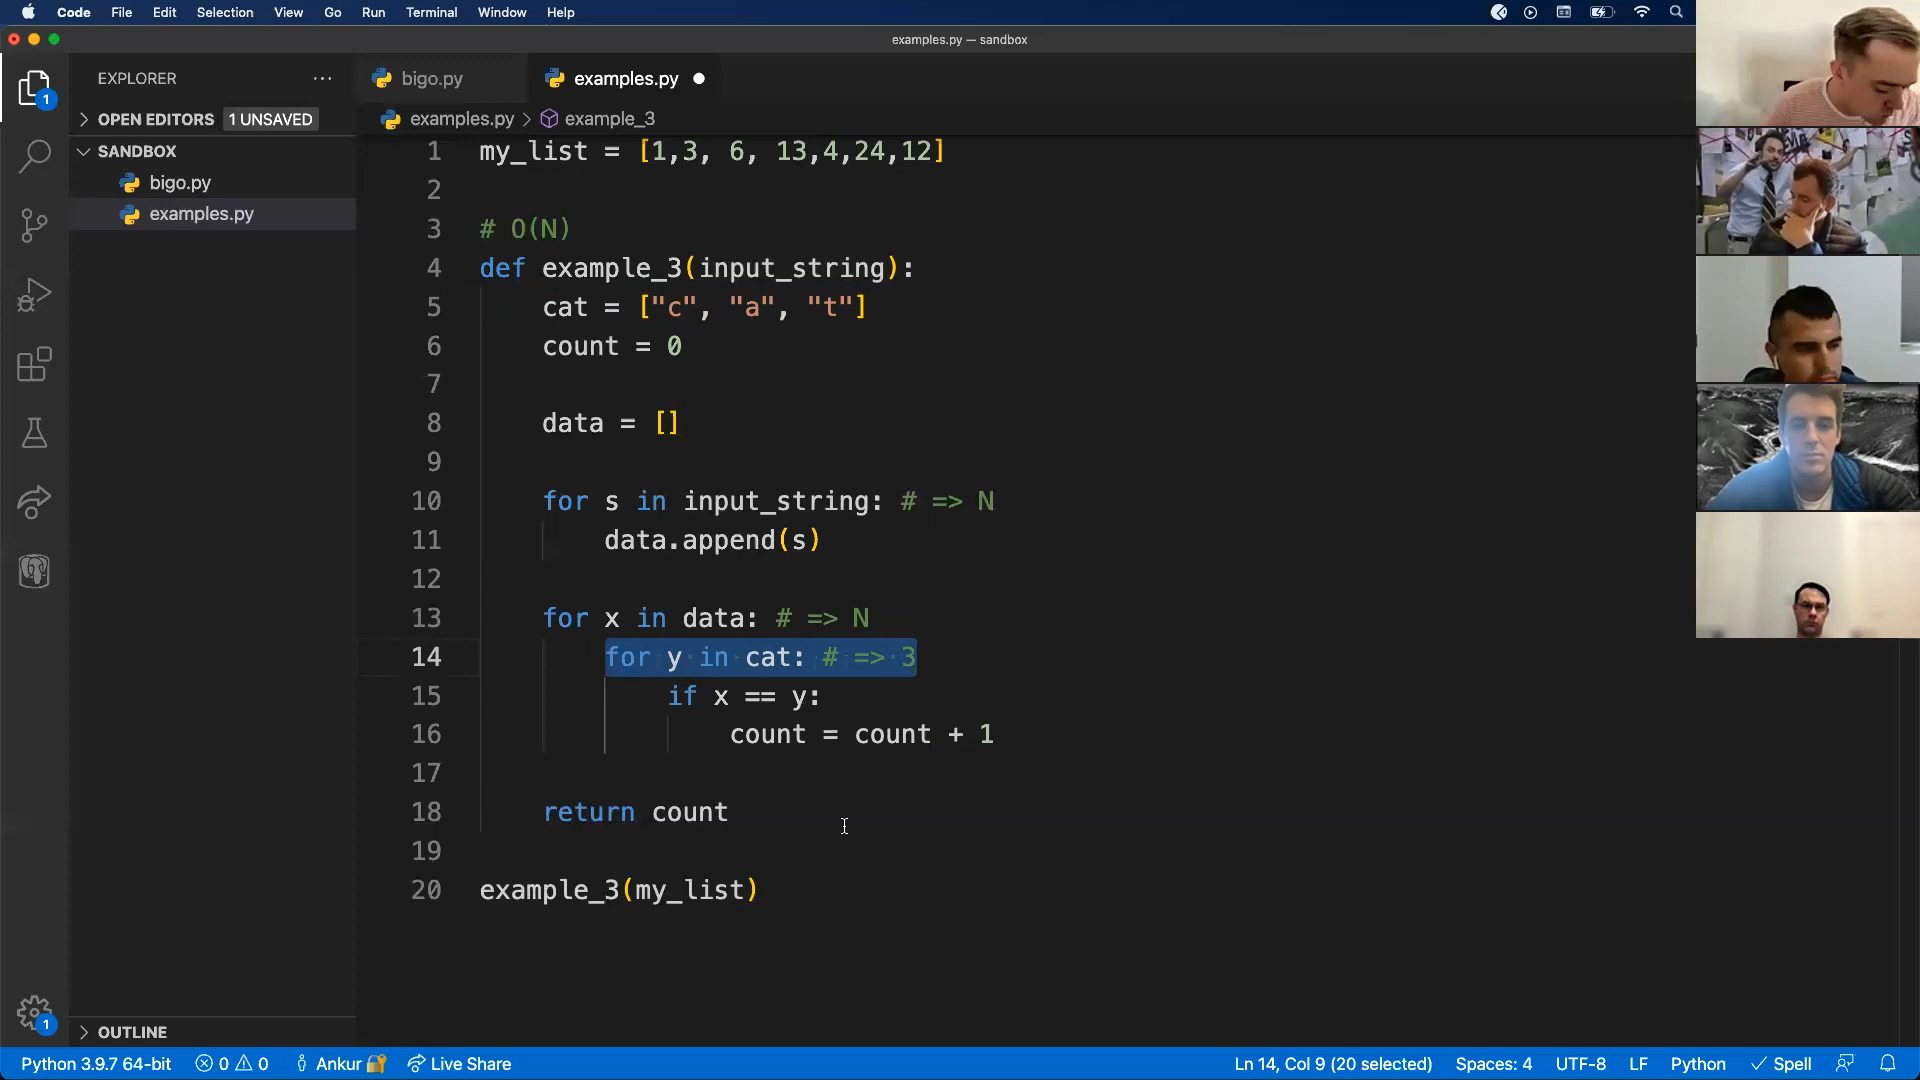 Code File Edit Selection View Go Run Terminal Window Help
examples.py — sandbox
EXPLORER ···
bigo.py
examples.py
OPEN EDITORS 1 UNSAVED
examples.py > example_3
SANDBOX
bigo.py
examples.py
1 my_list = [1,3, 6, 13,4,24,12]
2
3 # O(N)
4 def example_3(input_string):
5 cat = ["c", "a", "t"]
6 count = 0
7
8 data = []
9
10 for s in input_string: # => N
11 data.append(s)
12
13 for x in data: # => N
14 for y in cat: # => 3
15 if x == y:
16 count = count + 1
17
18 return count
19
20 example_3(my_list)
1
1
OUTLINE
Python 3.9.7 64-bit 0 0 Ankur Live Share Ln 14, Col 9 (20 selected) Spaces: 4 UTF-8 LF Python Spell